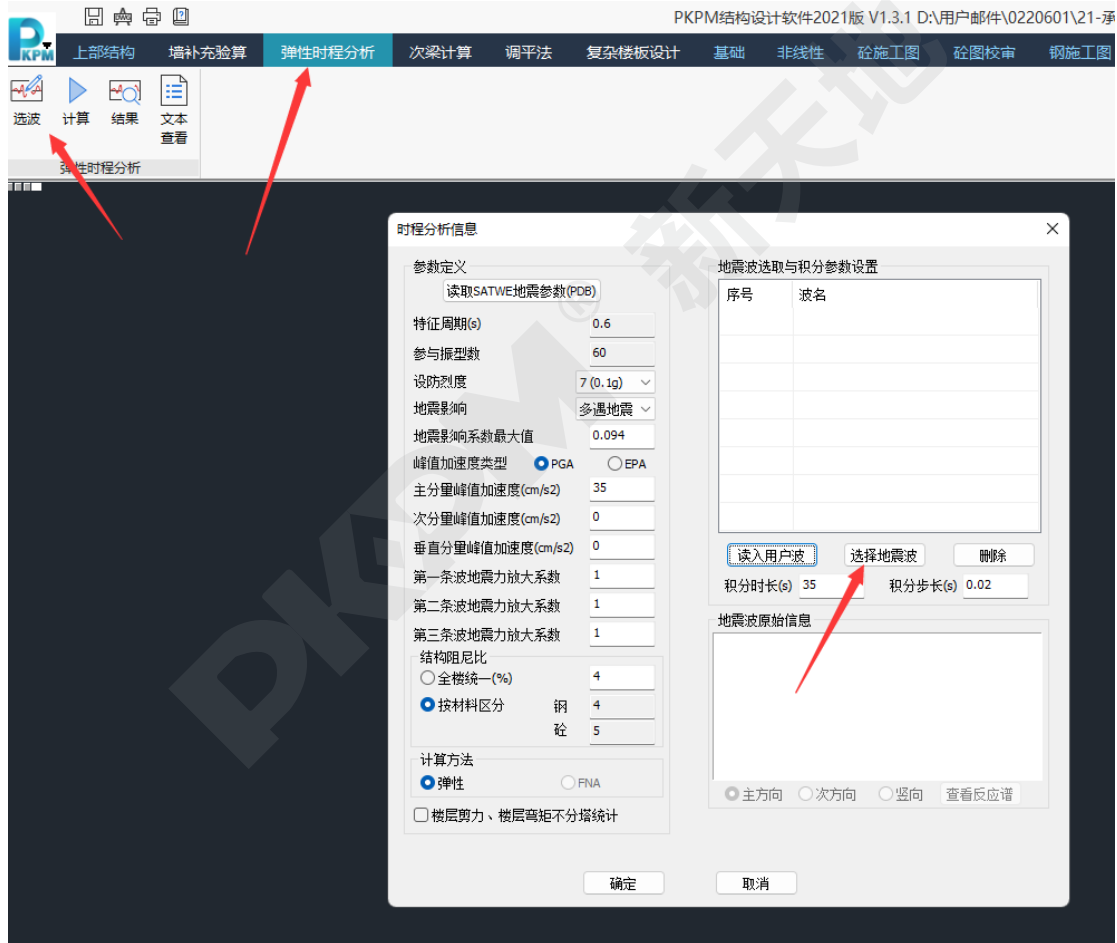 PKPM结构设计软件2021版 V1.3.1 D:\用户邮件\0220601\21-承
PKPM
上部结构 墙补充验算 弹性时程分析 次梁计算 调平法 复杂楼板设计 基础 非线性 砼施工图 砼图校审 钢施工图
选波 计算 结果 文本查看
弹性时程分析
时程分析信息
参数定义
读取SATWE地震参数(PDB)
特征周期(s) 0.6
参与振型数 60
设防烈度 7 (0.1g)
地震影响 多遇地震
地震影响系数最大值 0.094
峰值加速度类型 PGA EPA
主分量峰值加速度(cm/s2) 35
次分量峰值加速度(cm/s2) 0
垂直分量峰值加速度(cm/s2) 0
第一条波地震力放大系数 1
第二条波地震力放大系数 1
第三条波地震力放大系数 1
结构阻尼比
全楼统一(%) 4
按材料区分 钢 4
砼 5
计算方法
弹性 FNA
楼层剪力、楼层弯矩不分塔统计
地震波选取与积分参数设置
序号 波名
读入用户波 选择地震波 删除
积分时长(s) 35 积分步长(s) 0.02
地震波原始信息
主方向 次方向 竖向 查看反应谱
确定 取消
PKPM® 新天地